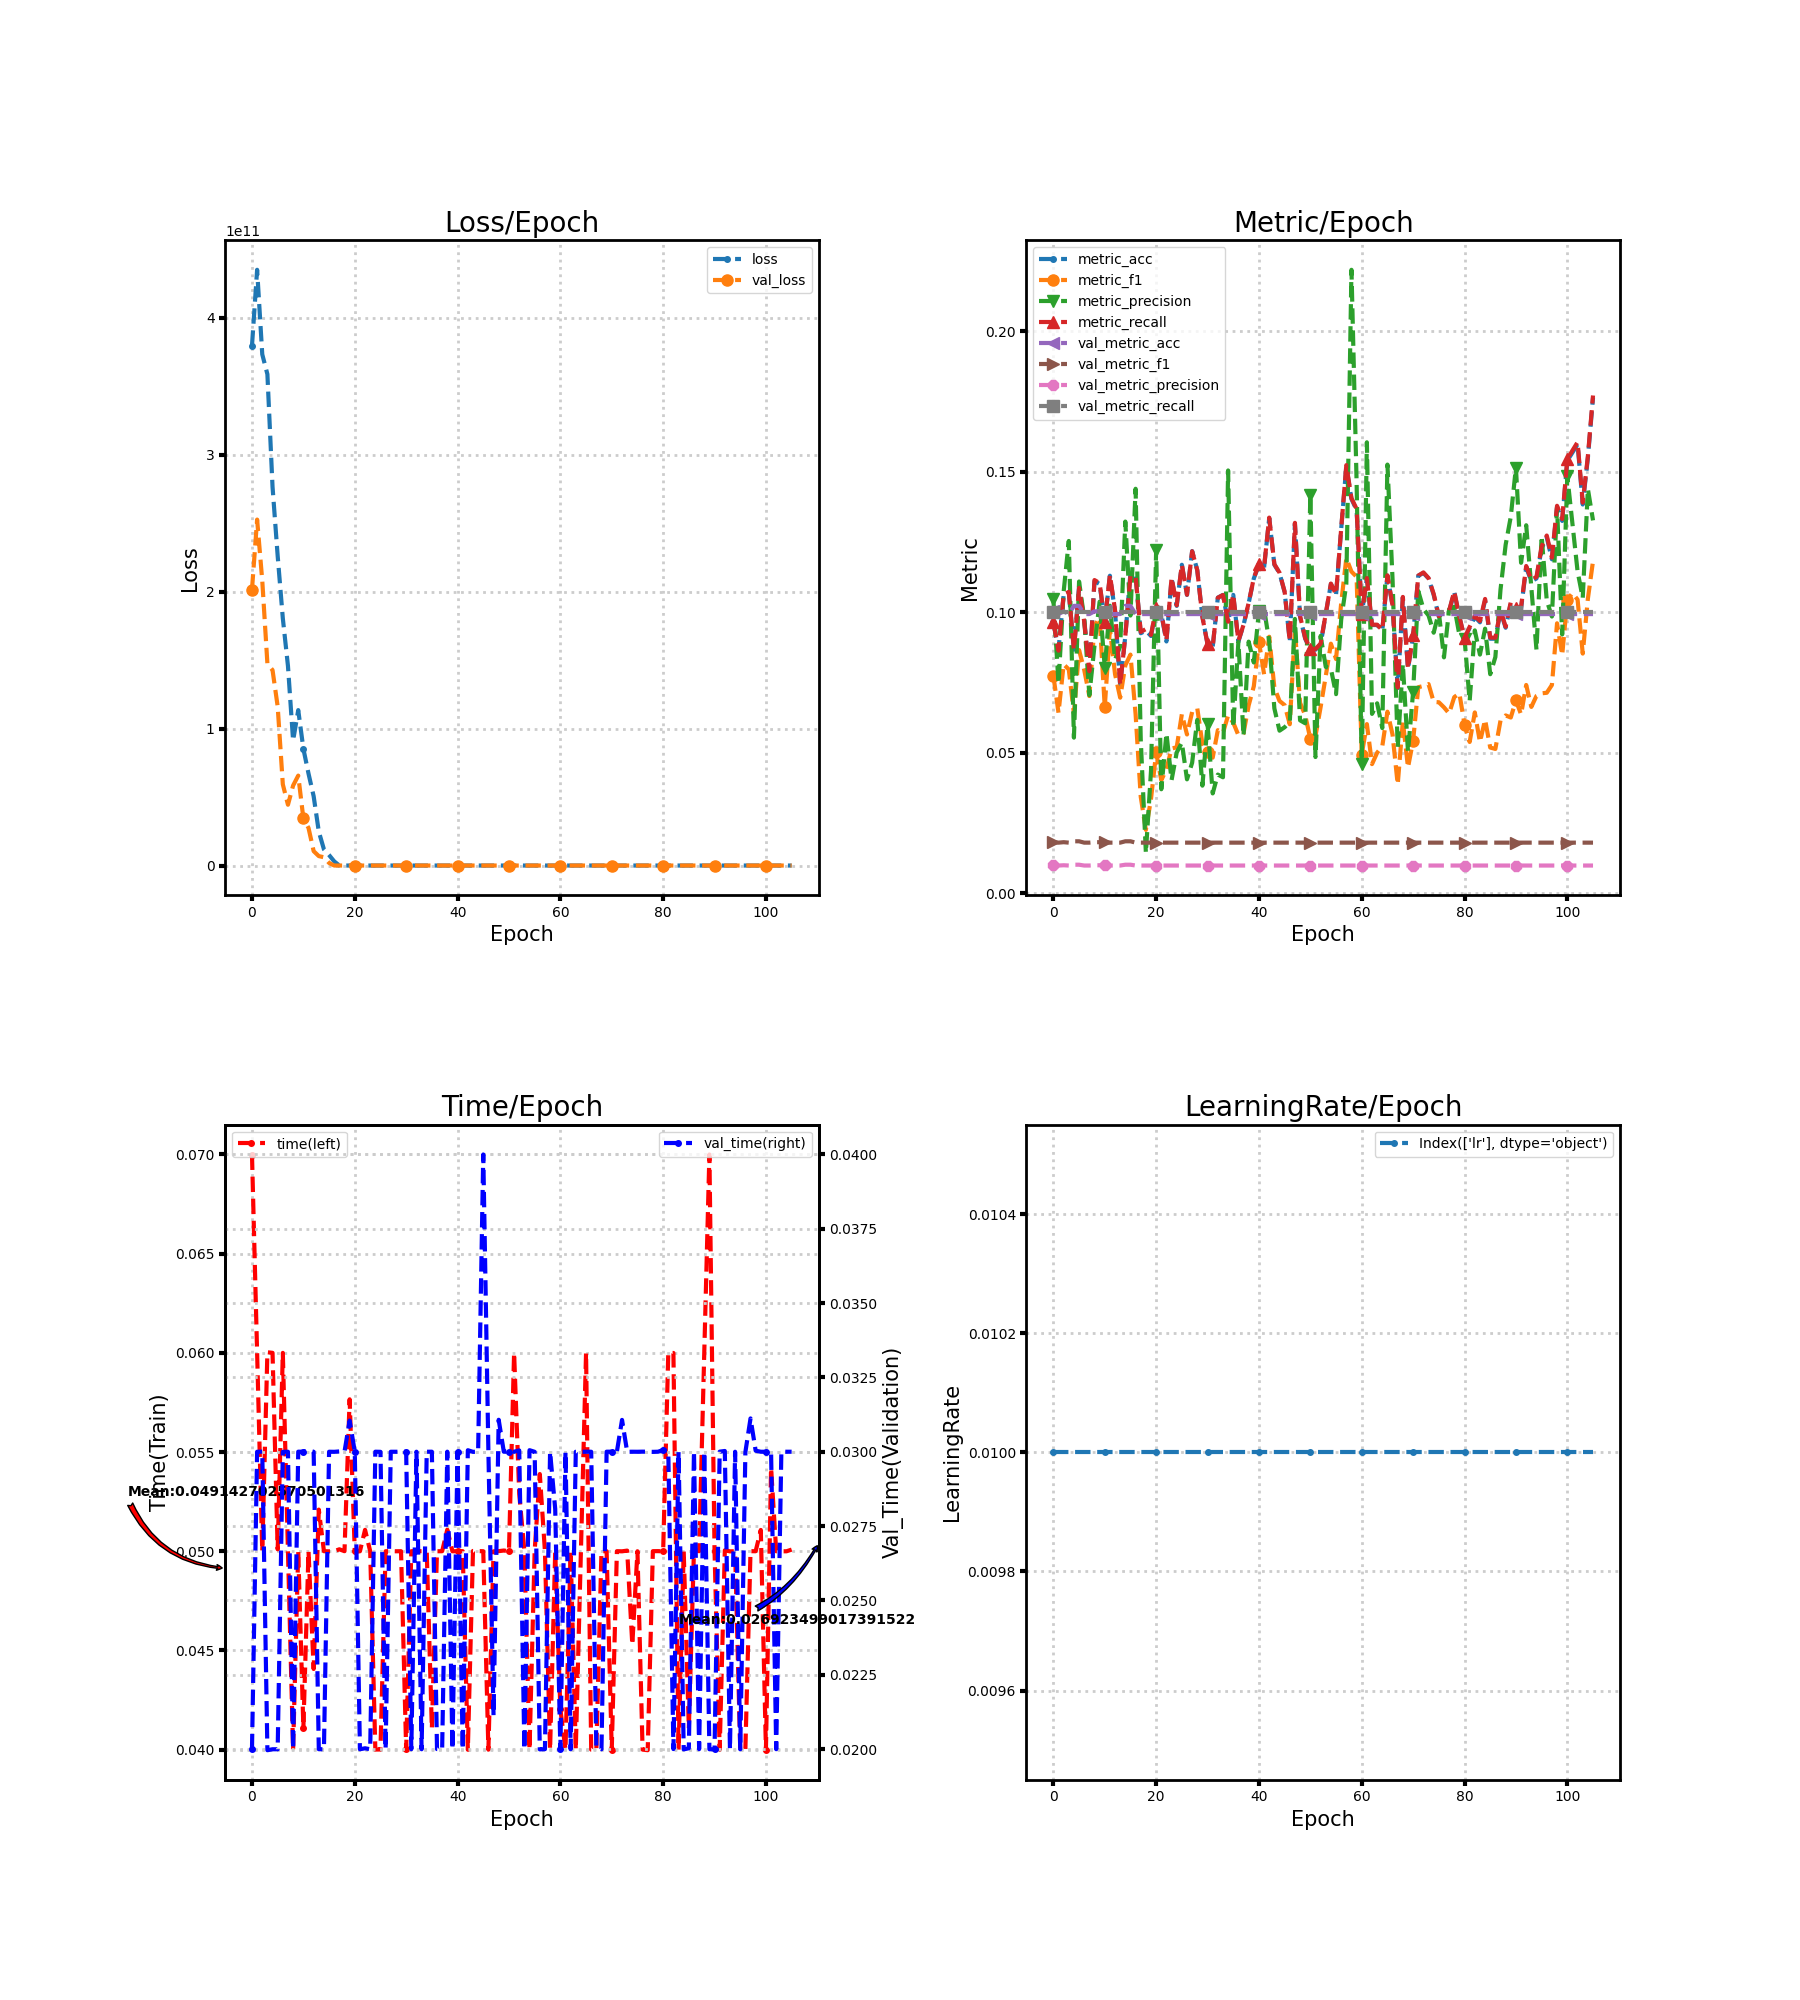 Loss/Epoch
1e11
loss
val_loss
4
3
2
1
0
Loss
0 20 40 60 80 100
Epoch
Metric/Epoch
metric_acc
metric_f1
metric_precision
metric_recall
val_metric_acc
val_metric_f1
val_metric_precision
val_metric_recall
0.20
0.15
0.10
0.05
0.00
Metric
0 20 40 60 80 100
Epoch
Time/Epoch
time(left)
val_time(right)
0.070
0.065
0.060
0.055
0.050
0.045
0.040
Time(Train)
0.0400
0.0375
0.0350
0.0325
0.0300
0.0275
0.0250
0.0225
0.0200
Val_Time(Validation)
0 20 40 60 80 100
Epoch
LearningRate/Epoch
Index(['lr'], dtype='object')
0.0104
0.0102
0.0100
0.0098
0.0096
LearningRate
0 20 40 60 80 100
Epoch